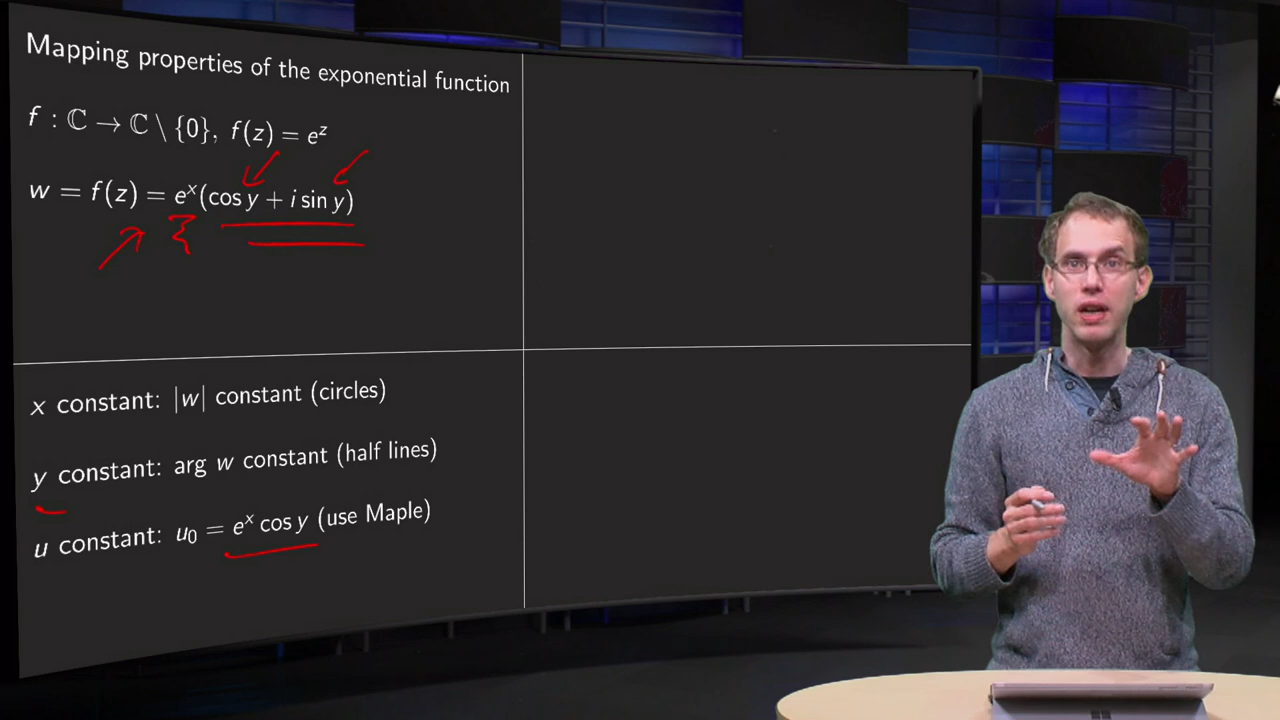 Mapping properties of the exponential function
f : ℂ → ℂ \ {0}, f(z) = e^z
w = f(z) = e^x(cos y + i sin y)
x constant: |w| constant (circles)
y constant: arg w constant (half lines)
u constant: u₀ = e^x cos y (use Maple)